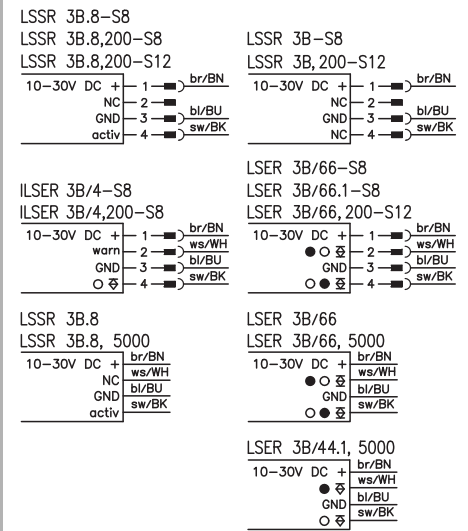 LSSR 3B.8-S8
LSSR 3B.8,200-S8
LSSR 3B.8,200-S12
10-30V DC + 1 br/BN
NC 2
GND 3 bl/BU
activ 4 sw/BK
LSSR 3B-S8
LSSR 3B,200-S12
10-30V DC + 1 br/BN
NC 2
GND 3 bl/BU
NC 4 sw/BK
ILSER 3B/4-S8
ILSER 3B/4,200-S8
10-30V DC + 1 br/BN
warn 2 ws/WH
GND 3 bl/BU
4 sw/BK
LSER 3B/66-S8
LSER 3B/66.1-S8
LSER 3B/66,200-S12
10-30V DC + 1 br/BN
2 ws/WH
GND 3 bl/BU
4 sw/BK
LSSR 3B.8
LSSR 3B.8, 5000
10-30V DC + br/BN
NC ws/WH
GND bl/BU
activ sw/BK
LSER 3B/66
LSER 3B/66, 5000
10-30V DC + br/BN
ws/WH
GND bl/BU
sw/BK
LSER 3B/44.1, 5000
10-30V DC + br/BN
ws/WH
GND bl/BU
sw/BK